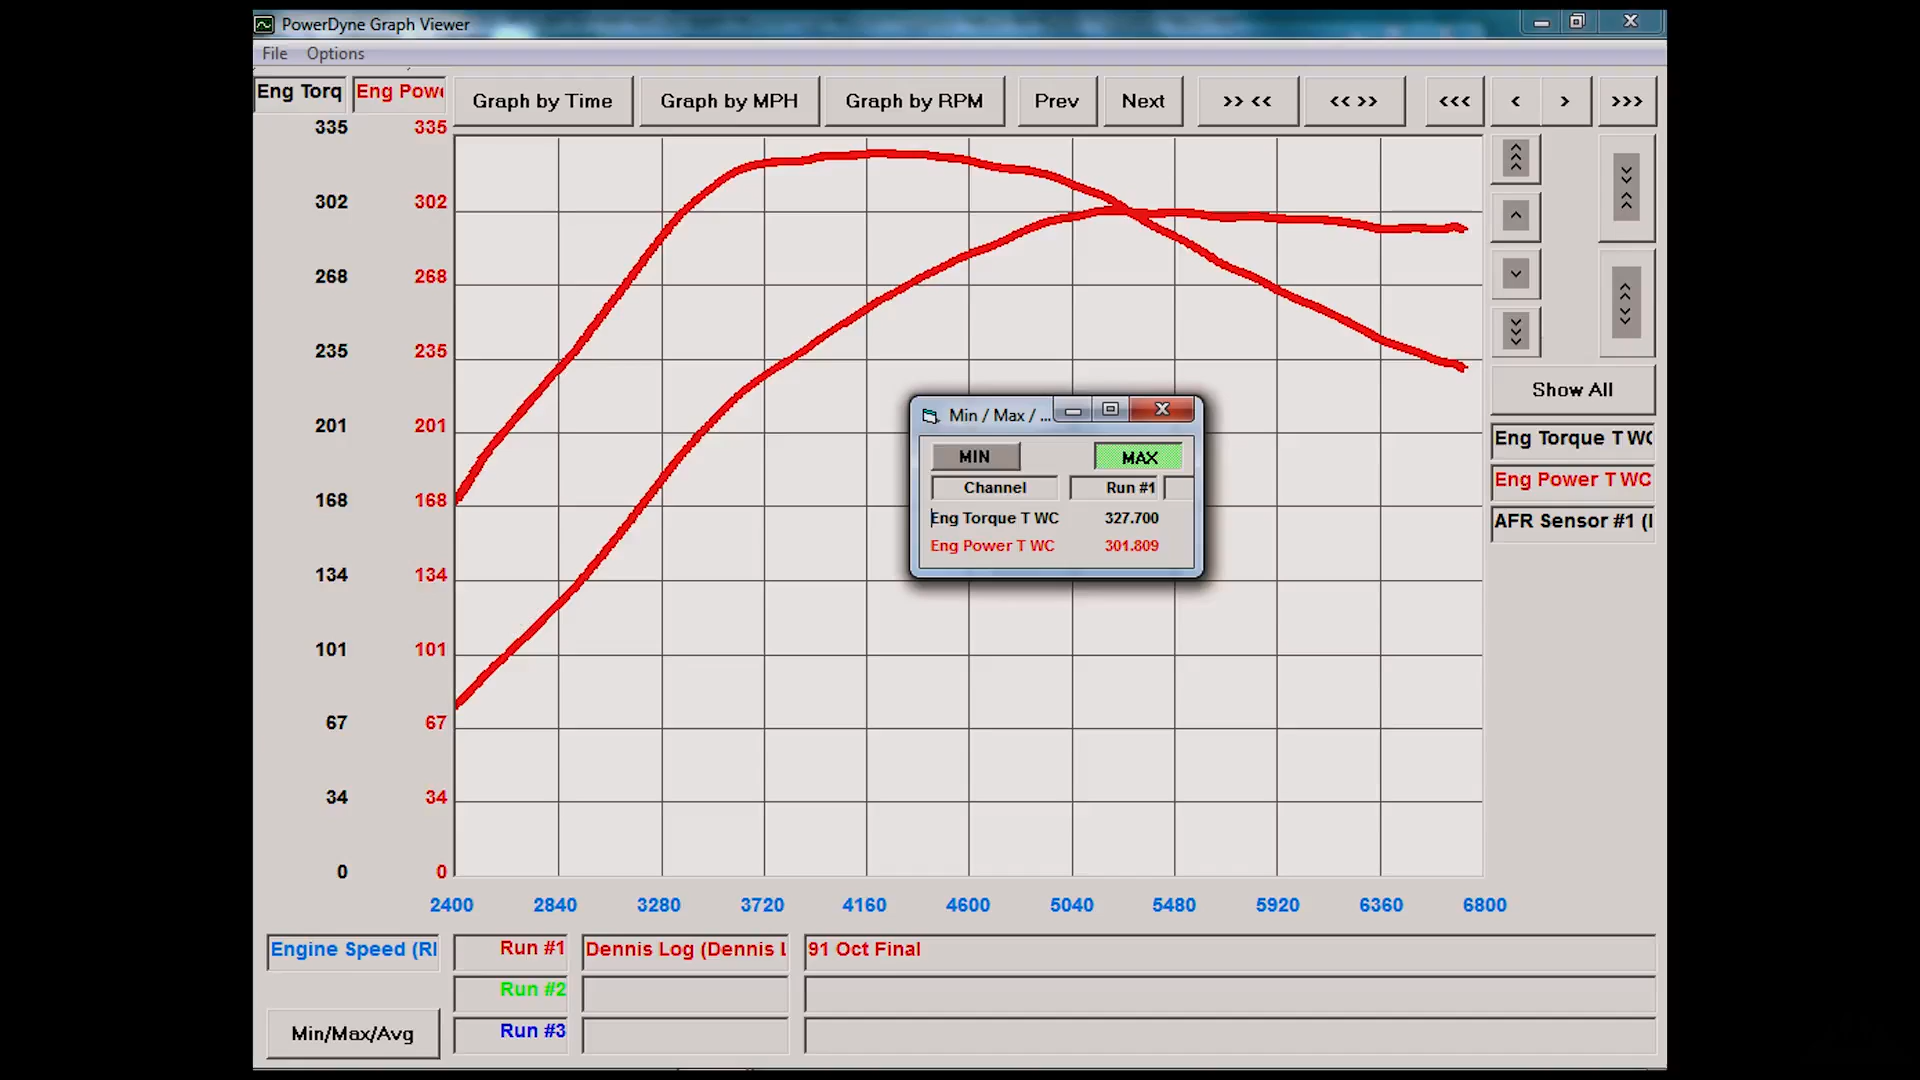 PowerDyne Graph Viewer
File Options
Eng Torq Eng Pow
Graph by Time Graph by MPH Graph by RPM Prev Next >> << << >> <<< < > >>>
335 335
302 302
268 268
235 235
201 201
168 168
134 134
101 101
67 67
34 34
0 0
Show All
Eng Torque T WC
Eng Power T WC
AFR Sensor #1 (
Min / Max / ...
MIN MAX
Channel Run #1
Eng Torque T WC 327.700
Eng Power T WC 301.809
2400 2840 3280 3720 4160 4600 5040 5480 5920 6360 6800
Engine Speed (R Run #1 Dennis Log (Dennis L 91 Oct Final
Run #2
Min/Max/Avg Run #3